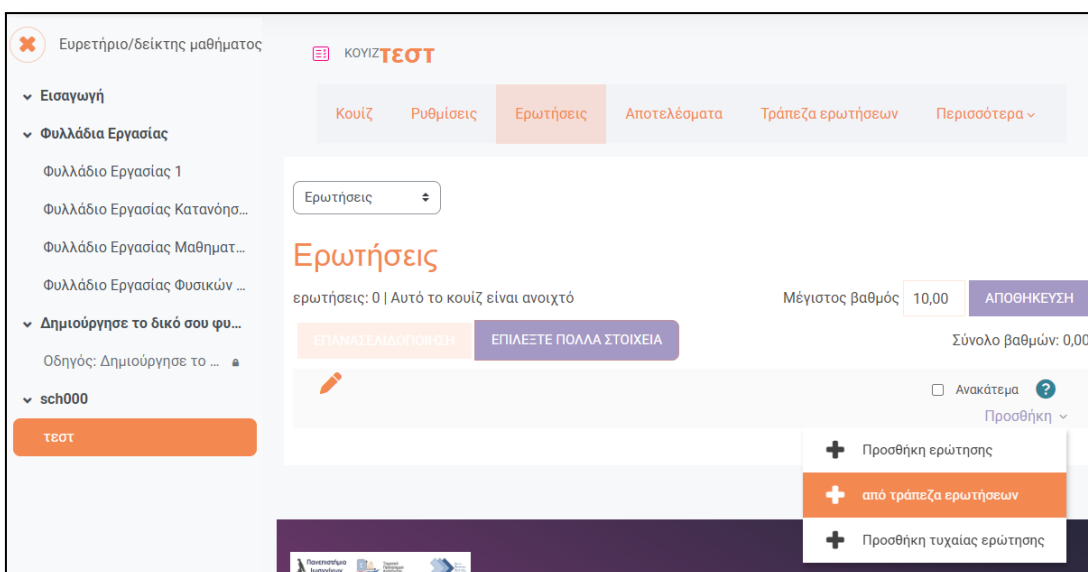 Ευρετήριο/δείκτης μαθήματος
Εισαγωγή
Φυλλάδια Εργασίας
Φυλλάδιο Εργασίας 1
Φυλλάδιο Εργασίας Κατανόησ...
Φυλλάδιο Εργασίας Μαθηματ...
Φυλλάδιο Εργασίας Φυσικών ...
Δημιούργησε το δικό σου φυ...
Οδηγός: Δημιούργησε το ...
sch000
τεστ
ΚΟΥΙΖ τεστ
Κουίζ Ρυθμίσεις Ερωτήσεις Αποτελέσματα Τράπεζα ερωτήσεων Περισσότερα
Ερωτήσεις
Ερωτήσεις
ερωτήσεις: 0 | Αυτό το κουίζ είναι ανοιχτό Μέγιστος βαθμός 10,00 ΑΠΟΘΗΚΕΥΣΗ
ΕΠΑΝΑΣΕΛΙΔΟΠΟΙΗΣΗ ΕΠΙΛΕΞΤΕ ΠΟΛΛΑ ΣΤΟΙΧΕΙΑ Σύνολο βαθμών: 0,00
Ανακάτεμα ?
Προσθήκη
Προσθήκη ερώτησης
από τράπεζα ερωτήσεων
Προσθήκη τυχαίας ερώτησης
Πανεπιστήμιο
Ιωαννίνων